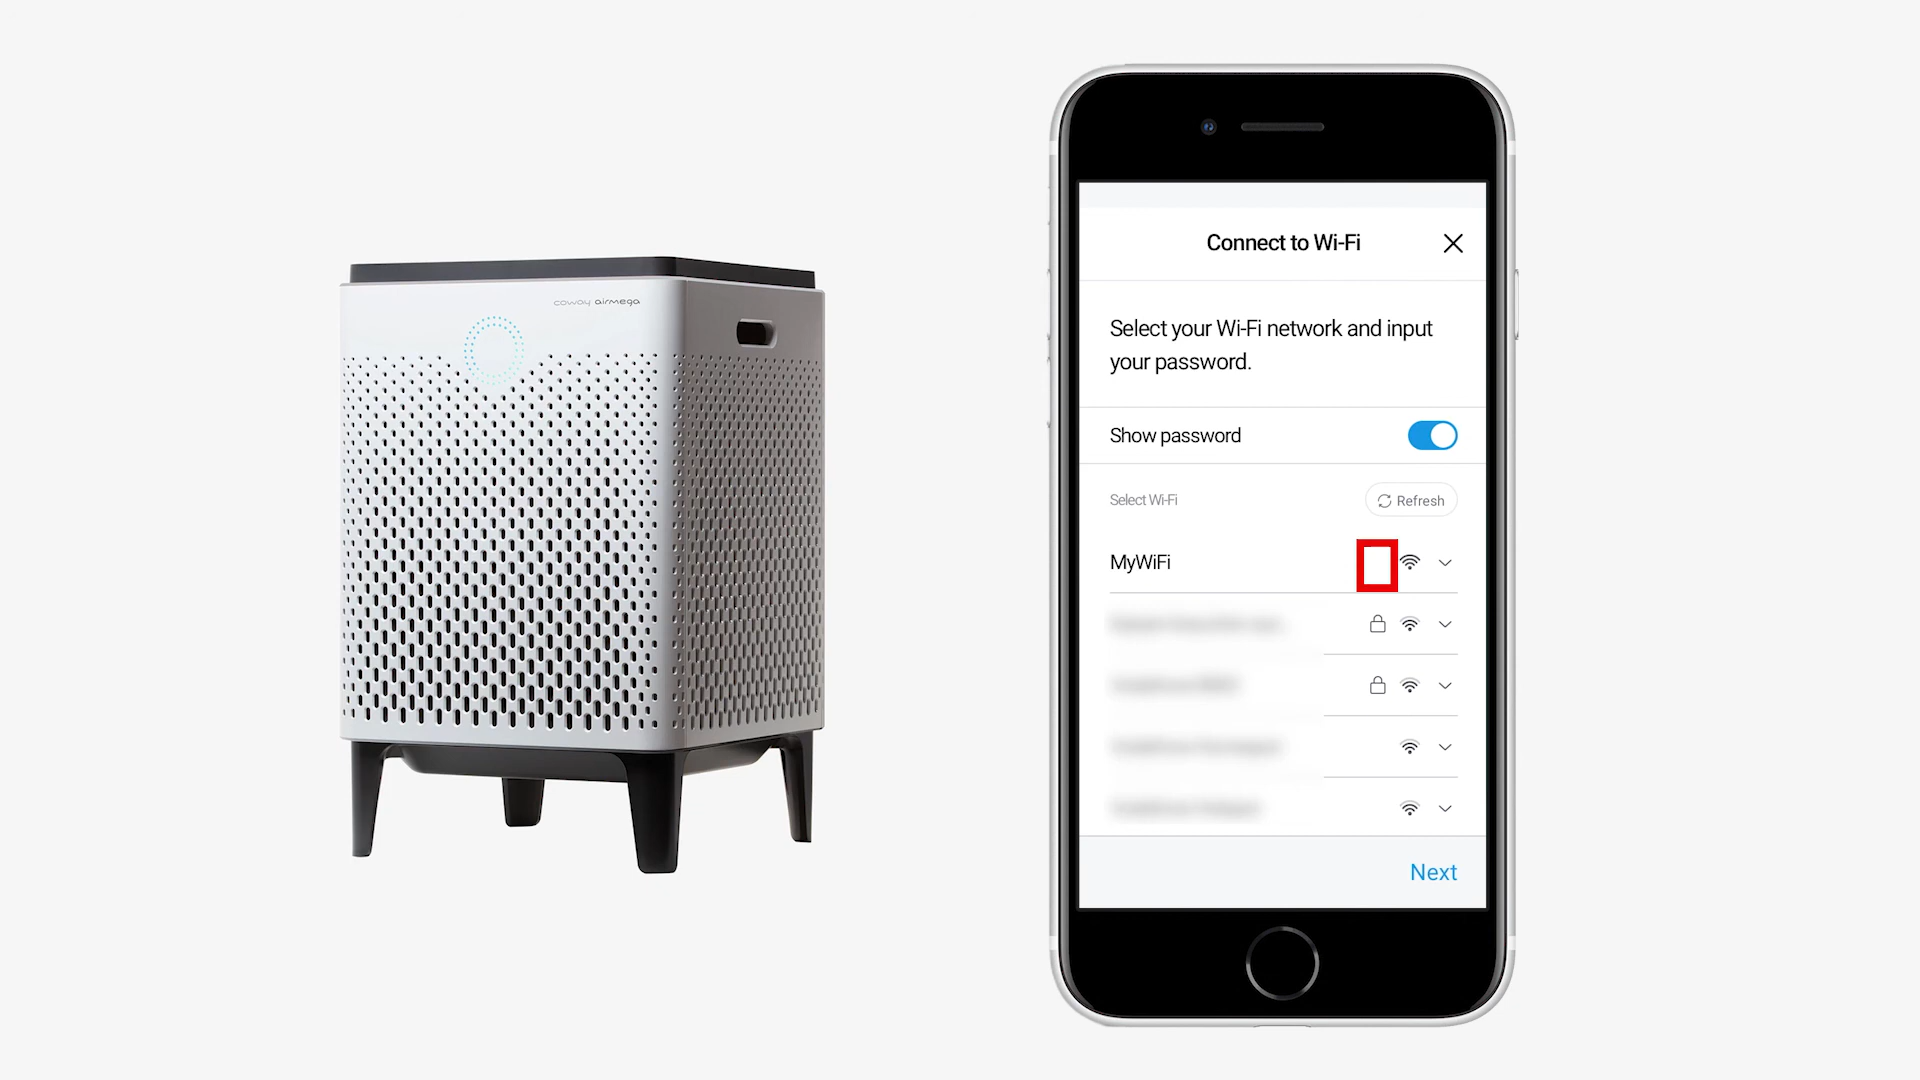 coway airmega
Connect to Wi-Fi
Select your Wi-Fi network and input
your password.
Show password
Select Wi-Fi
Refresh
MyWiFi
Next